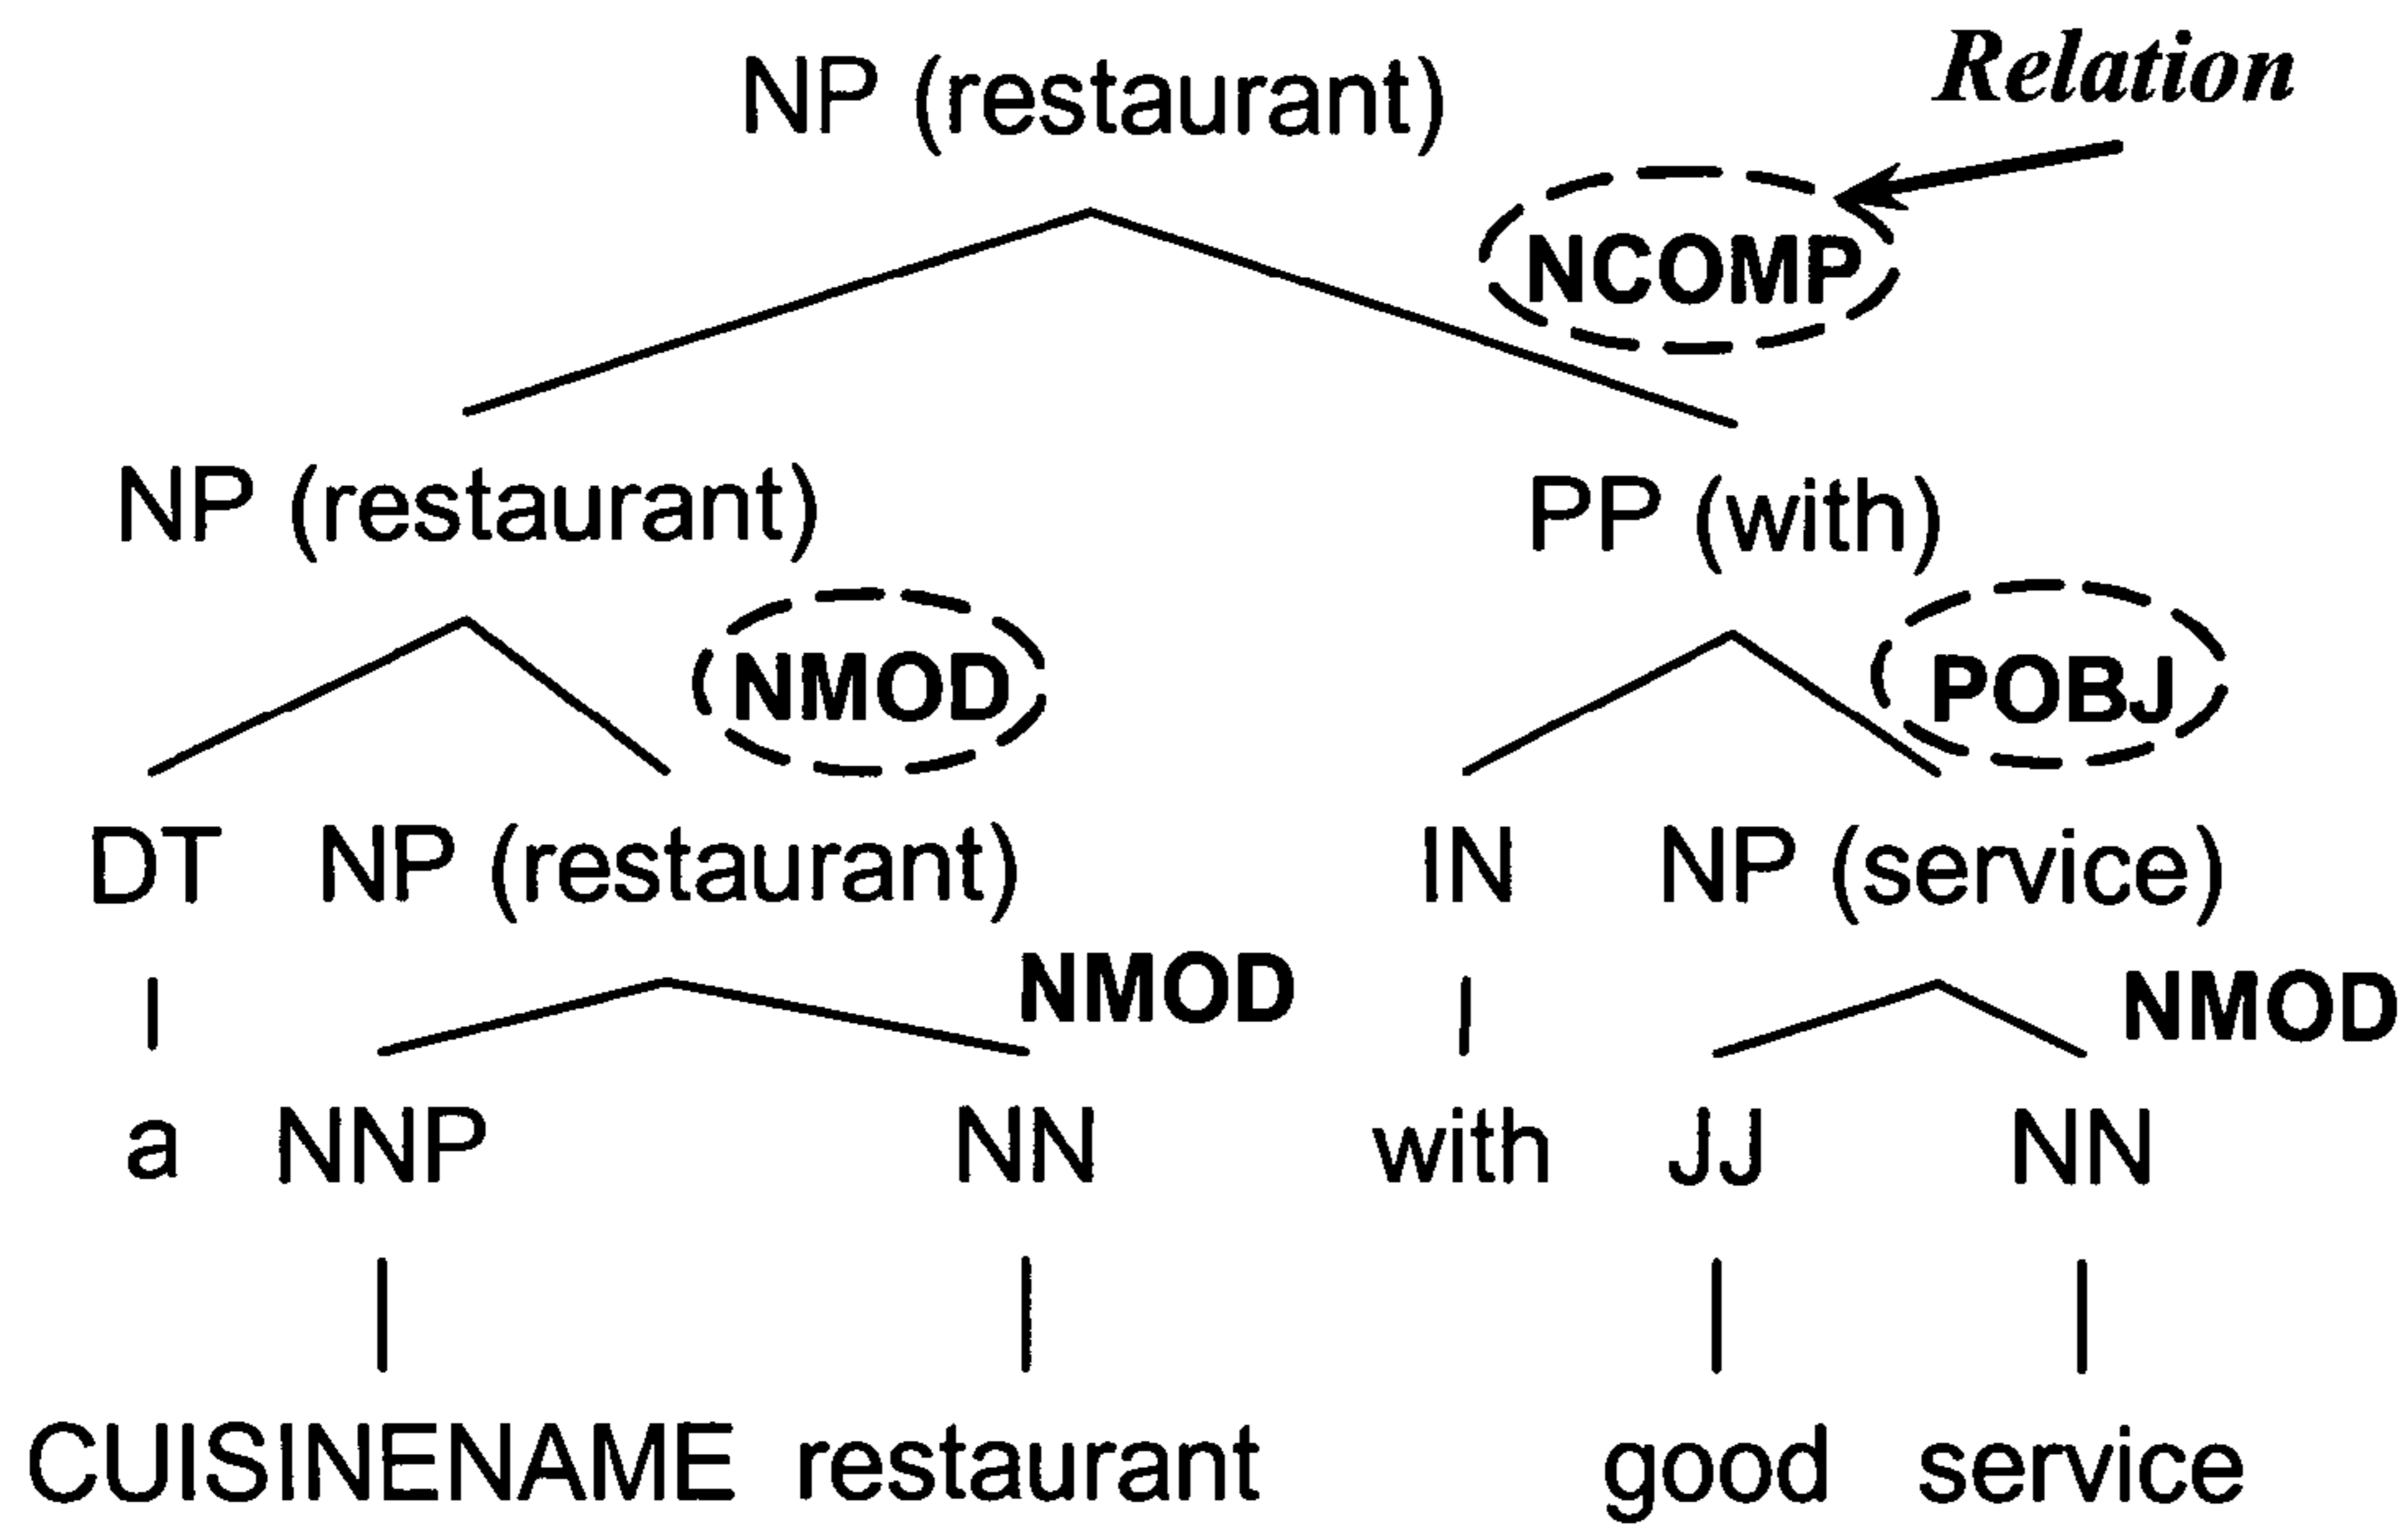 Relation
NP (restaurant)
NCOMP
NP (restaurant) PP (with)
NMOD POBJ
DT NP (restaurant) IN NP (service)
NMOD NMOD
a NNP NN with JJ NN
CUISINENAME restaurant good service